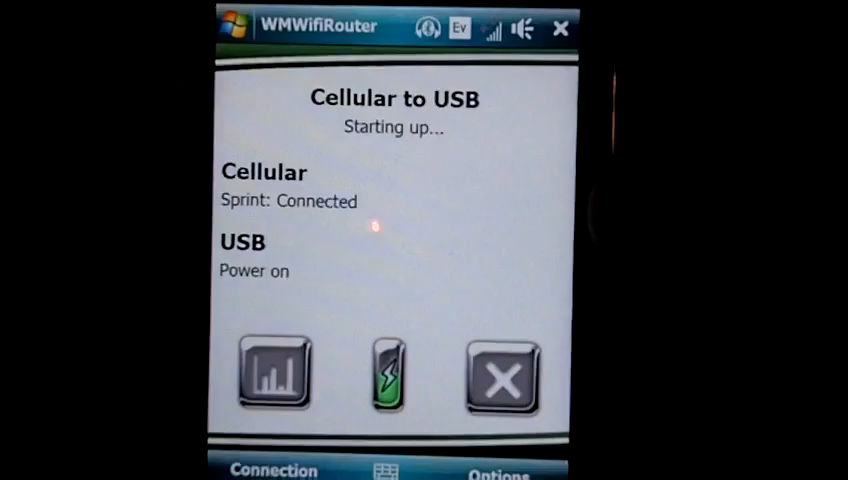 WMWifiRouter
Ev
Cellular to USB
Starting up...
Cellular
Sprint: Connected
USB
Power on
Connection
Options